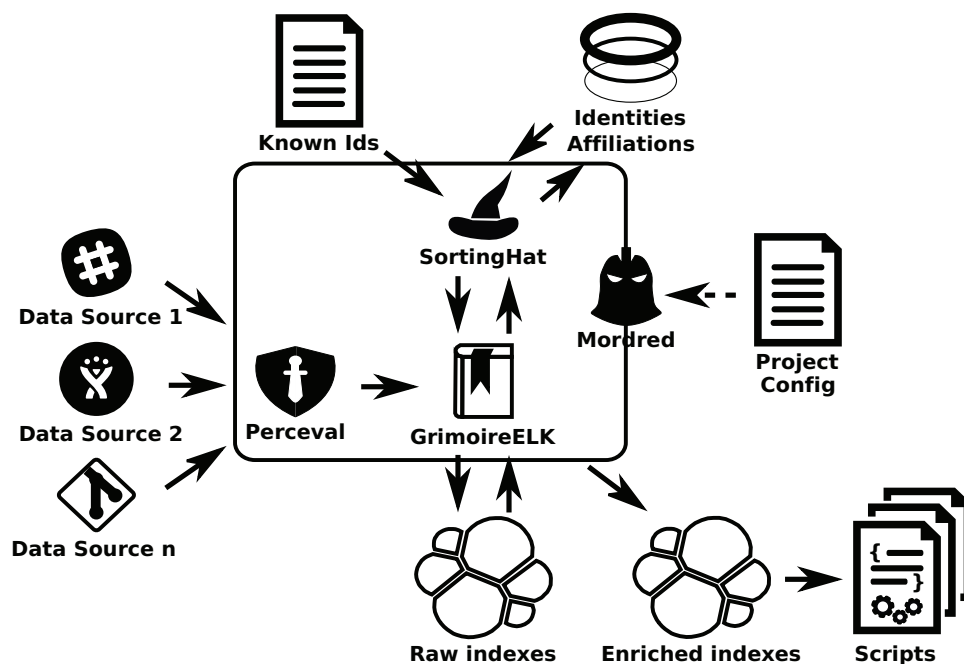 Known Ids
Identities
Affiliations
SortingHat
Data Source 1
Mordred
Project
Config
Data Source 2
Perceval
GrimoireELK
Data Source n
{
}
Raw indexes
Enriched indexes
Scripts